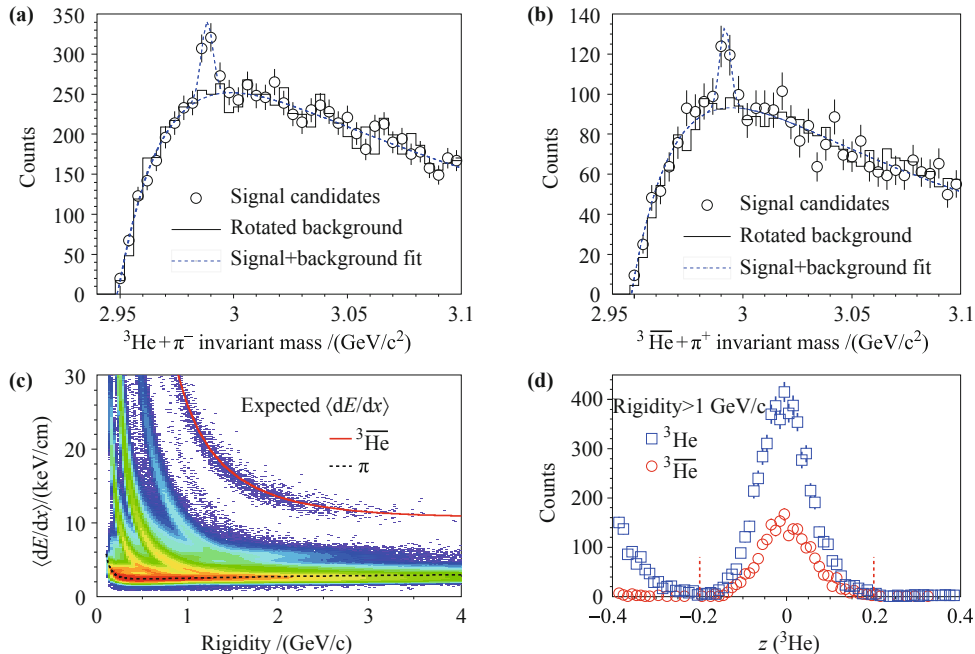 (a)
350
300
250
200
150
100
50
0
Counts
Signal candidates
Rotated background
Signal+background fit
2.95
3
3.05
3.1
³He+π⁻ invariant mass /(GeV/c²)
(b)
140
120
100
80
60
40
20
0
Counts
Signal candidates
Rotated background
Signal+background fit
2.95
3
3.05
3.1
³H̅e̅+π⁺ invariant mass /(GeV/c²)
(c)
30
20
10
0
⟨dE/dx⟩/(keV/cm)
Expected ⟨dE/dx⟩
³H̅e̅
π
0
1
2
3
4
Rigidity /(GeV/c)
(d)
400
300
200
100
0
Counts
Rigidity>1 GeV/c
³He
³H̅e̅
−0.4
−0.2
0
0.2
0.4
z (³He)